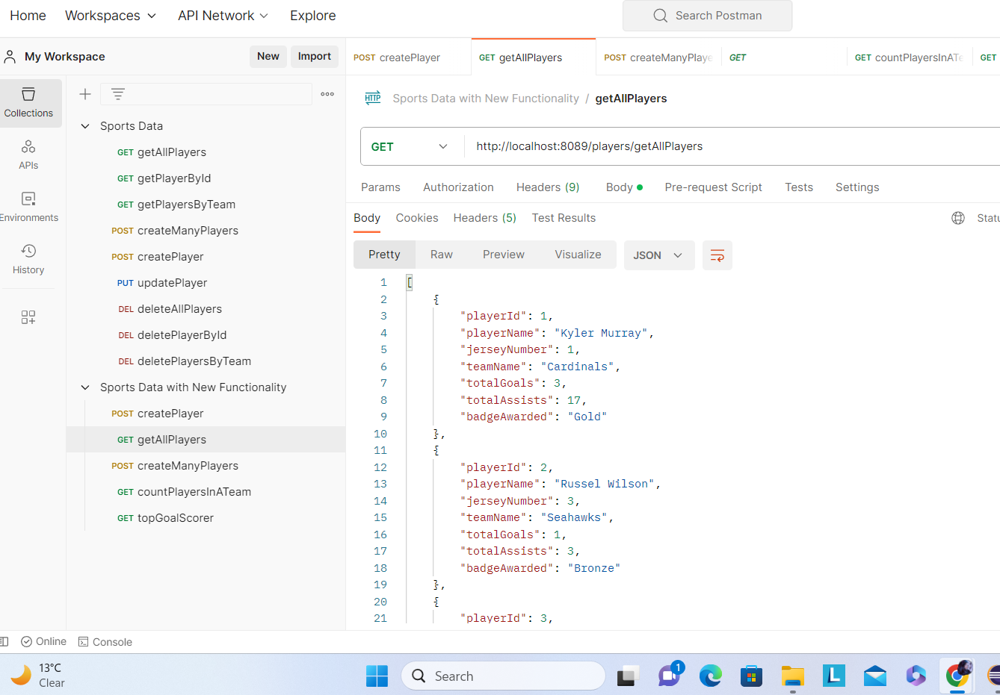 Home Workspaces API Network Explore Search Postman
My Workspace New Import
POST createPlayer GET getAllPlayers POST createManyPlaye GET GET countPlayersInATe GET
Collections
APIs
Environments
History
Sports Data
GET getAllPlayers
GET getPlayerById
GET getPlayersByTeam
POST createManyPlayers
POST createPlayer
PUT updatePlayer
DEL deleteAllPlayers
DEL deletePlayerById
DEL deletePlayersByTeam
Sports Data with New Functionality
POST createPlayer
GET getAllPlayers
POST createManyPlayers
GET countPlayersInATeam
GET topGoalScorer
HTTP Sports Data with New Functionality / getAllPlayers
GET http://localhost:8089/players/getAllPlayers
Params Authorization Headers (9) Body Pre-request Script Tests Settings
Body Cookies Headers (5) Test Results Statu
Pretty Raw Preview Visualize JSON
1 [
2 {
3 "playerId": 1,
4 "playerName": "Kyler Murray",
5 "jerseyNumber": 1,
6 "teamName": "Cardinals",
7 "totalGoals": 3,
8 "totalAssists": 17,
9 "badgeAwarded": "Gold"
10 },
11 {
12 "playerId": 2,
13 "playerName": "Russel Wilson",
14 "jerseyNumber": 3,
15 "teamName": "Seahawks",
16 "totalGoals": 1,
17 "totalAssists": 3,
18 "badgeAwarded": "Bronze"
19 },
20 {
21 "playerId": 3,
Online Console
13°C
Clear
Search
1
L